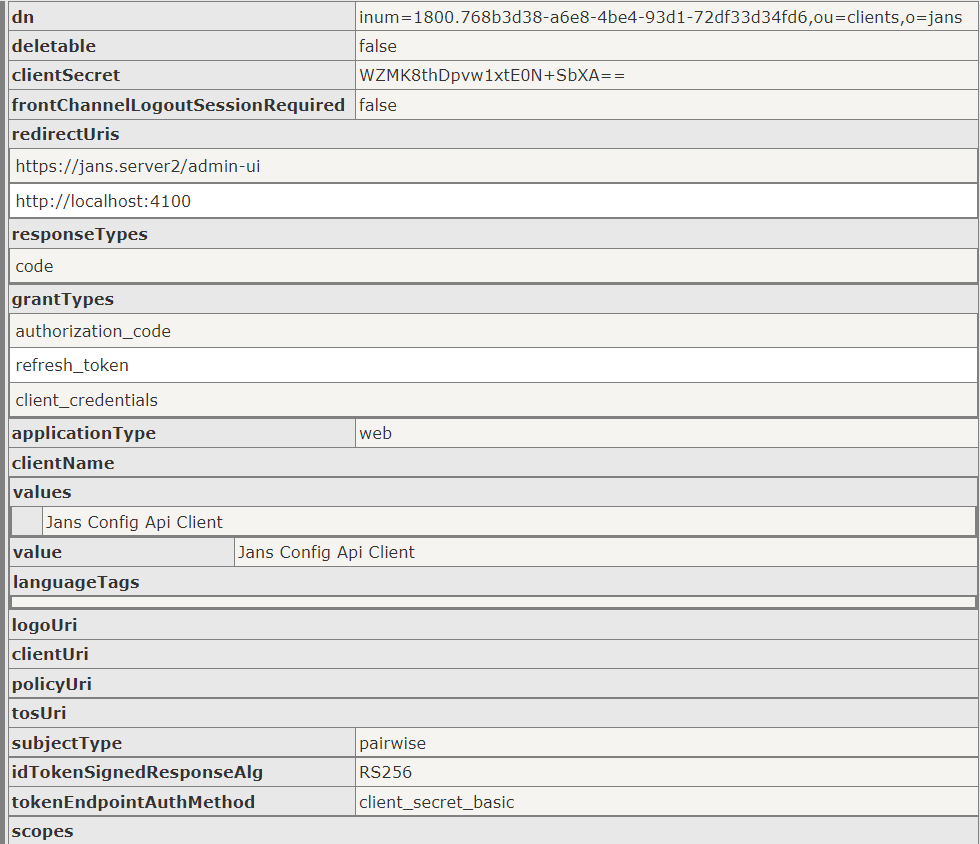 dn inum=1800.768b3d38-a6e8-4be4-93d1-72df33d34fd6,ou=clients,o=jans
deletable false
clientSecret WZMK8thDpvw1xtE0N+SbXA==
frontChannelLogoutSessionRequired false
redirectUris
https://jans.server2/admin-ui
http://localhost:4100
responseTypes
code
grantTypes
authorization_code
refresh_token
client_credentials
applicationType web
clientName
values
Jans Config Api Client
value Jans Config Api Client
languageTags
logoUri
clientUri
policyUri
tosUri
subjectType pairwise
idTokenSignedResponseAlg RS256
tokenEndpointAuthMethod client_secret_basic
scopes